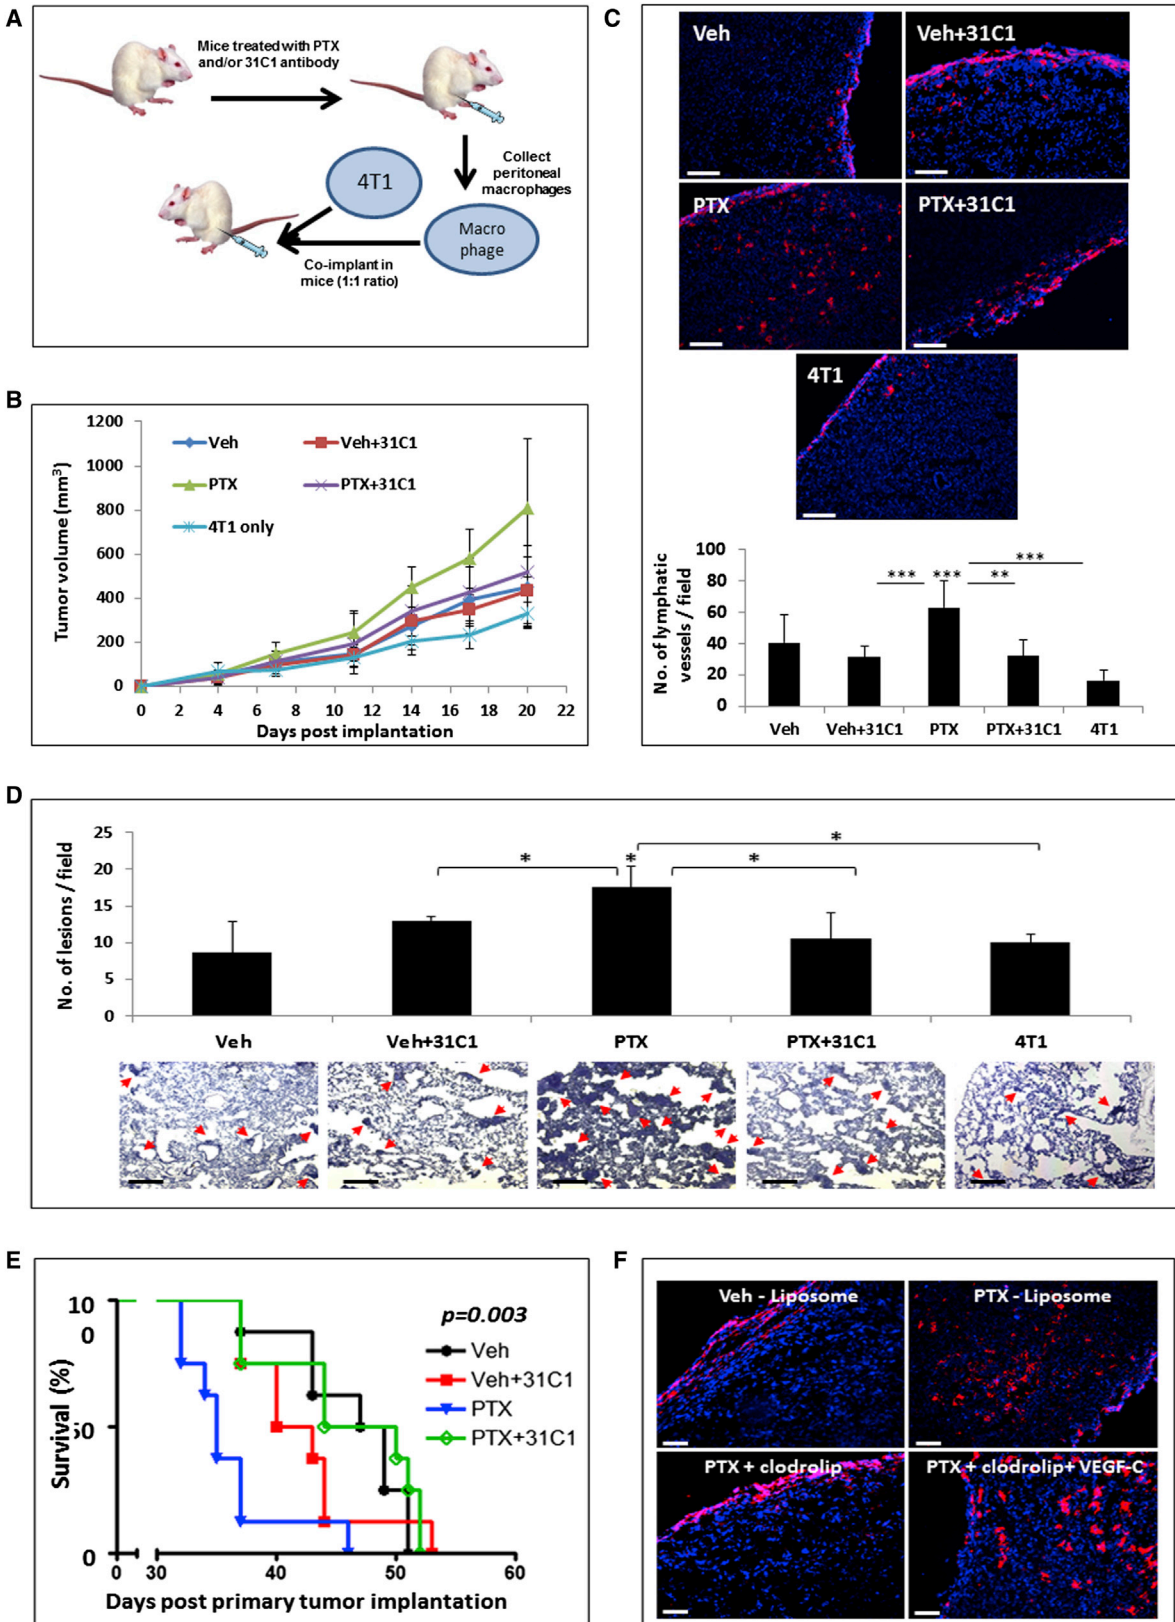 A
Mice treated with PTX
and/or 31C1 antibody
Collect
peritoneal
macrophages
4T1
Macro
phage
Co-implant in
mice (1:1 ratio)
B
1200
1000
800
600
400
200
0
Tumor volume (mm³)
Veh
Veh+31C1
PTX
PTX+31C1
4T1 only
0 2 4 6 8 10 12 14 16 18 20 22
Days post implantation
C
Veh
Veh+31C1
PTX
PTX+31C1
4T1
No. of lymphatic
vessels / field
100
80
60
40
20
0
*** *** ** ***
Veh Veh+31C1 PTX PTX+31C1 4T1
D
No. of lesions / field
25
20
15
10
5
0
* * * *
Veh Veh+31C1 PTX PTX+31C1 4T1
E
Survival (%)
10
0
50
0
p=0.003
Veh
Veh+31C1
PTX
PTX+31C1
0 30 40 50 60
Days post primary tumor implantation
F
Veh - Liposome
PTX - Liposome
PTX + clodrolip
PTX + clodrolip+ VEGF-C